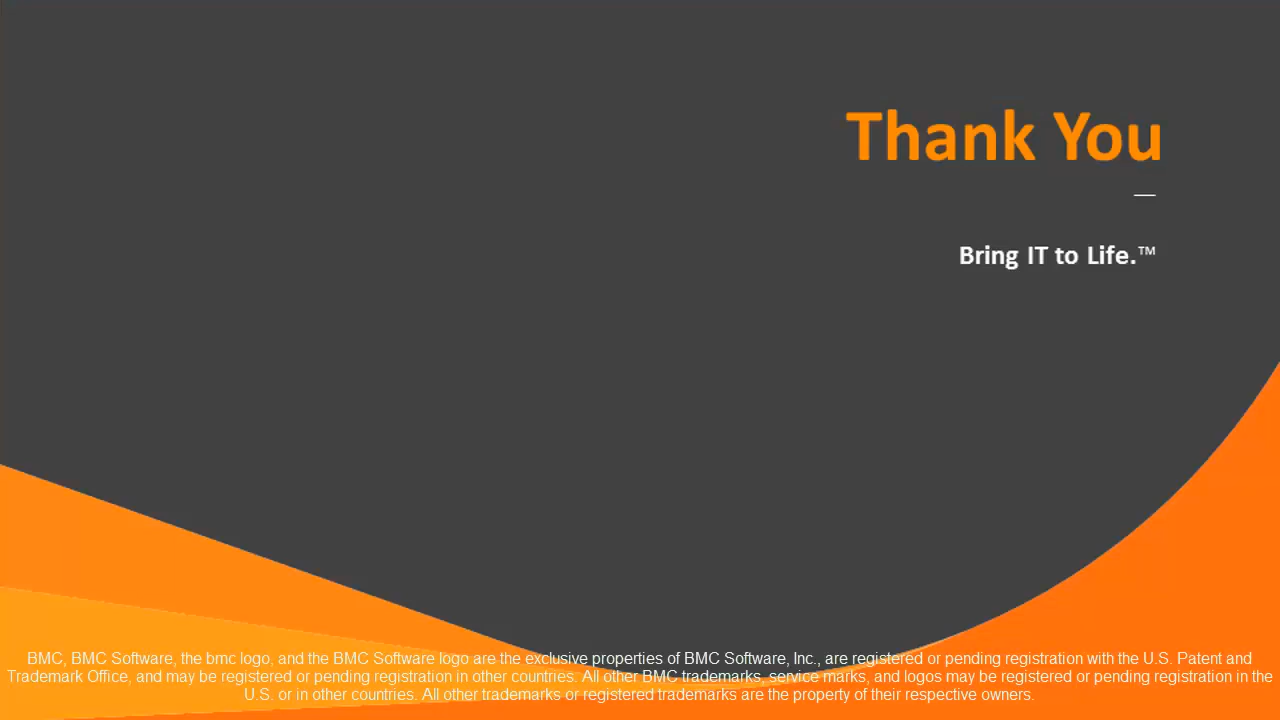 Thank You
—
Bring IT to Life.™
BMC, BMC Software, the bmc logo, and the BMC Software logo are the exclusive properties of BMC Software, Inc., are registered or pending registration with the U.S. Patent and
Trademark Office, and may be registered or pending registration in other countries. All other BMC trademarks, service marks, and logos may be registered or pending registration in the
U.S. or in other countries. All other trademarks or registered trademarks are the property of their respective owners.